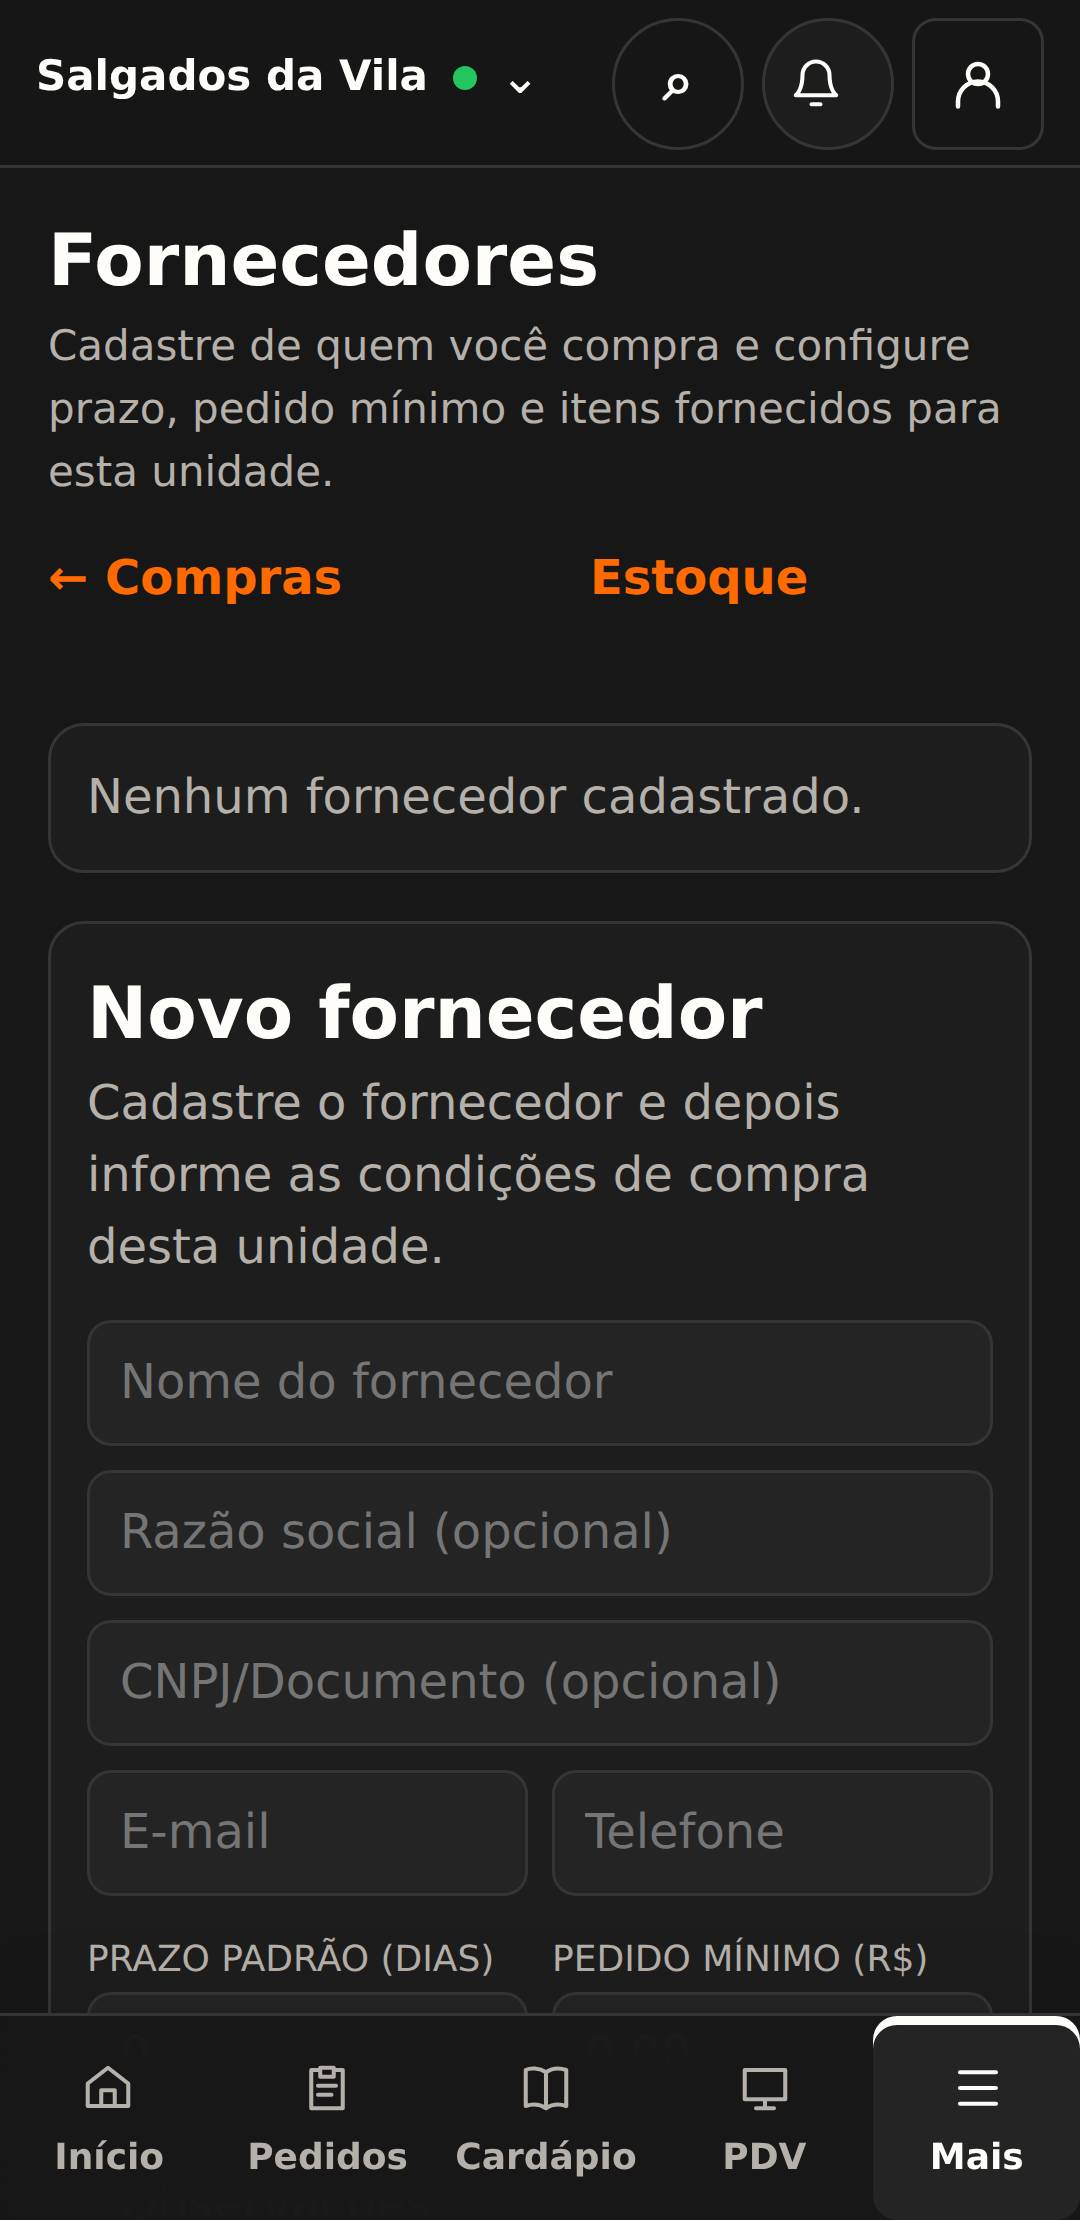 Salgados da Vila
Fornecedores
Cadastre de quem você compra e configure
prazo, pedido mínimo e itens fornecidos para
esta unidade.
← Compras
Estoque
Nenhum fornecedor cadastrado.
Novo fornecedor
Cadastre o fornecedor e depois
informe as condições de compra
desta unidade.
Nome do fornecedor
Razão social (opcional)
CNPJ/Documento (opcional)
E-mail
Telefone
PRAZO PADRÃO (DIAS)
PEDIDO MÍNIMO (R$)
Início
Pedidos
Cardápio
PDV
Mais